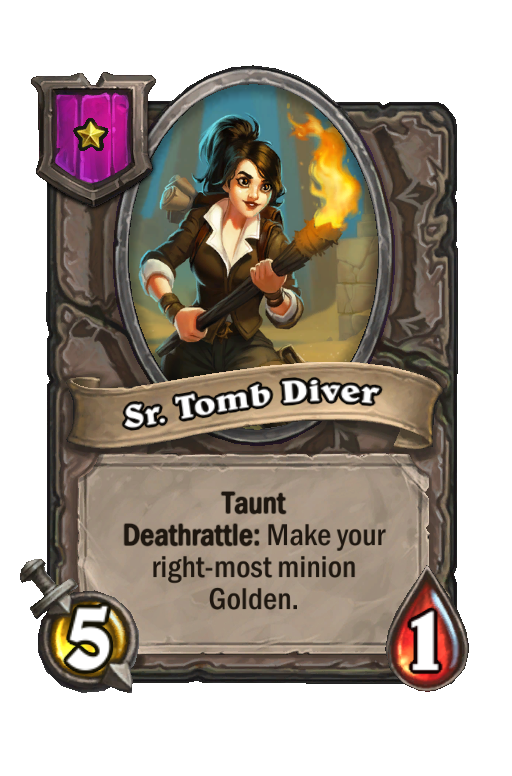 Sr. Tomb Diver
Taunt
Deathrattle: Make your
right-most minion
Golden.
5
1